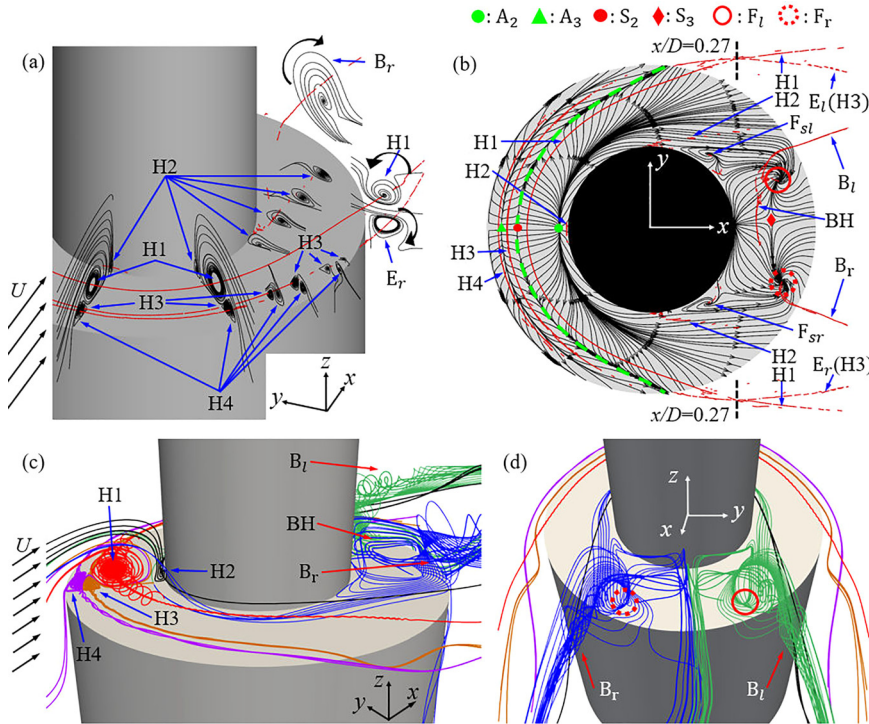 : A₂ : A₃ : S₂ : S₃ : Fₗ : Fᵣ
(a)
Bᵣ
H1
H2
H1
H3
H3
Eᵣ
U
H4
z
y
x
(b)
x/D=0.27
H1
H2
Eₗ(H3)
Fₛₗ
Bₗ
H1
H2
y
x
BH
H3
H4
Bᵣ
Fₛᵣ
H2
H1
Eᵣ(H3)
x/D=0.27
(c)
Bₗ
H1
BH
U
H2
Bᵣ
H3
H4
z
y
x
(d)
z
y
x
Bᵣ
Bₗ